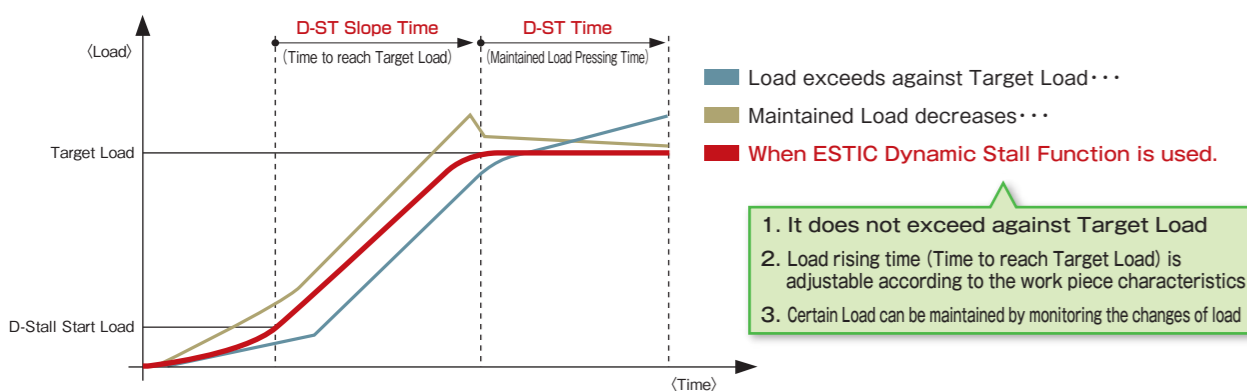 D-ST Slope Time
D-ST Time
〈Load〉
(Time to reach Target Load)
(Maintained Load Pressing Time)
Load exceeds against Target Load･･･
Maintained Load decreases･･･
Target Load
When ESTIC Dynamic Stall Function is used.
1. It does not exceed against Target Load
2. Load rising time (Time to reach Target Load) is
adjustable according to the work piece characteristics
3. Certain Load can be maintained by monitoring the changes of load
D-Stall Start Load
〈Time〉